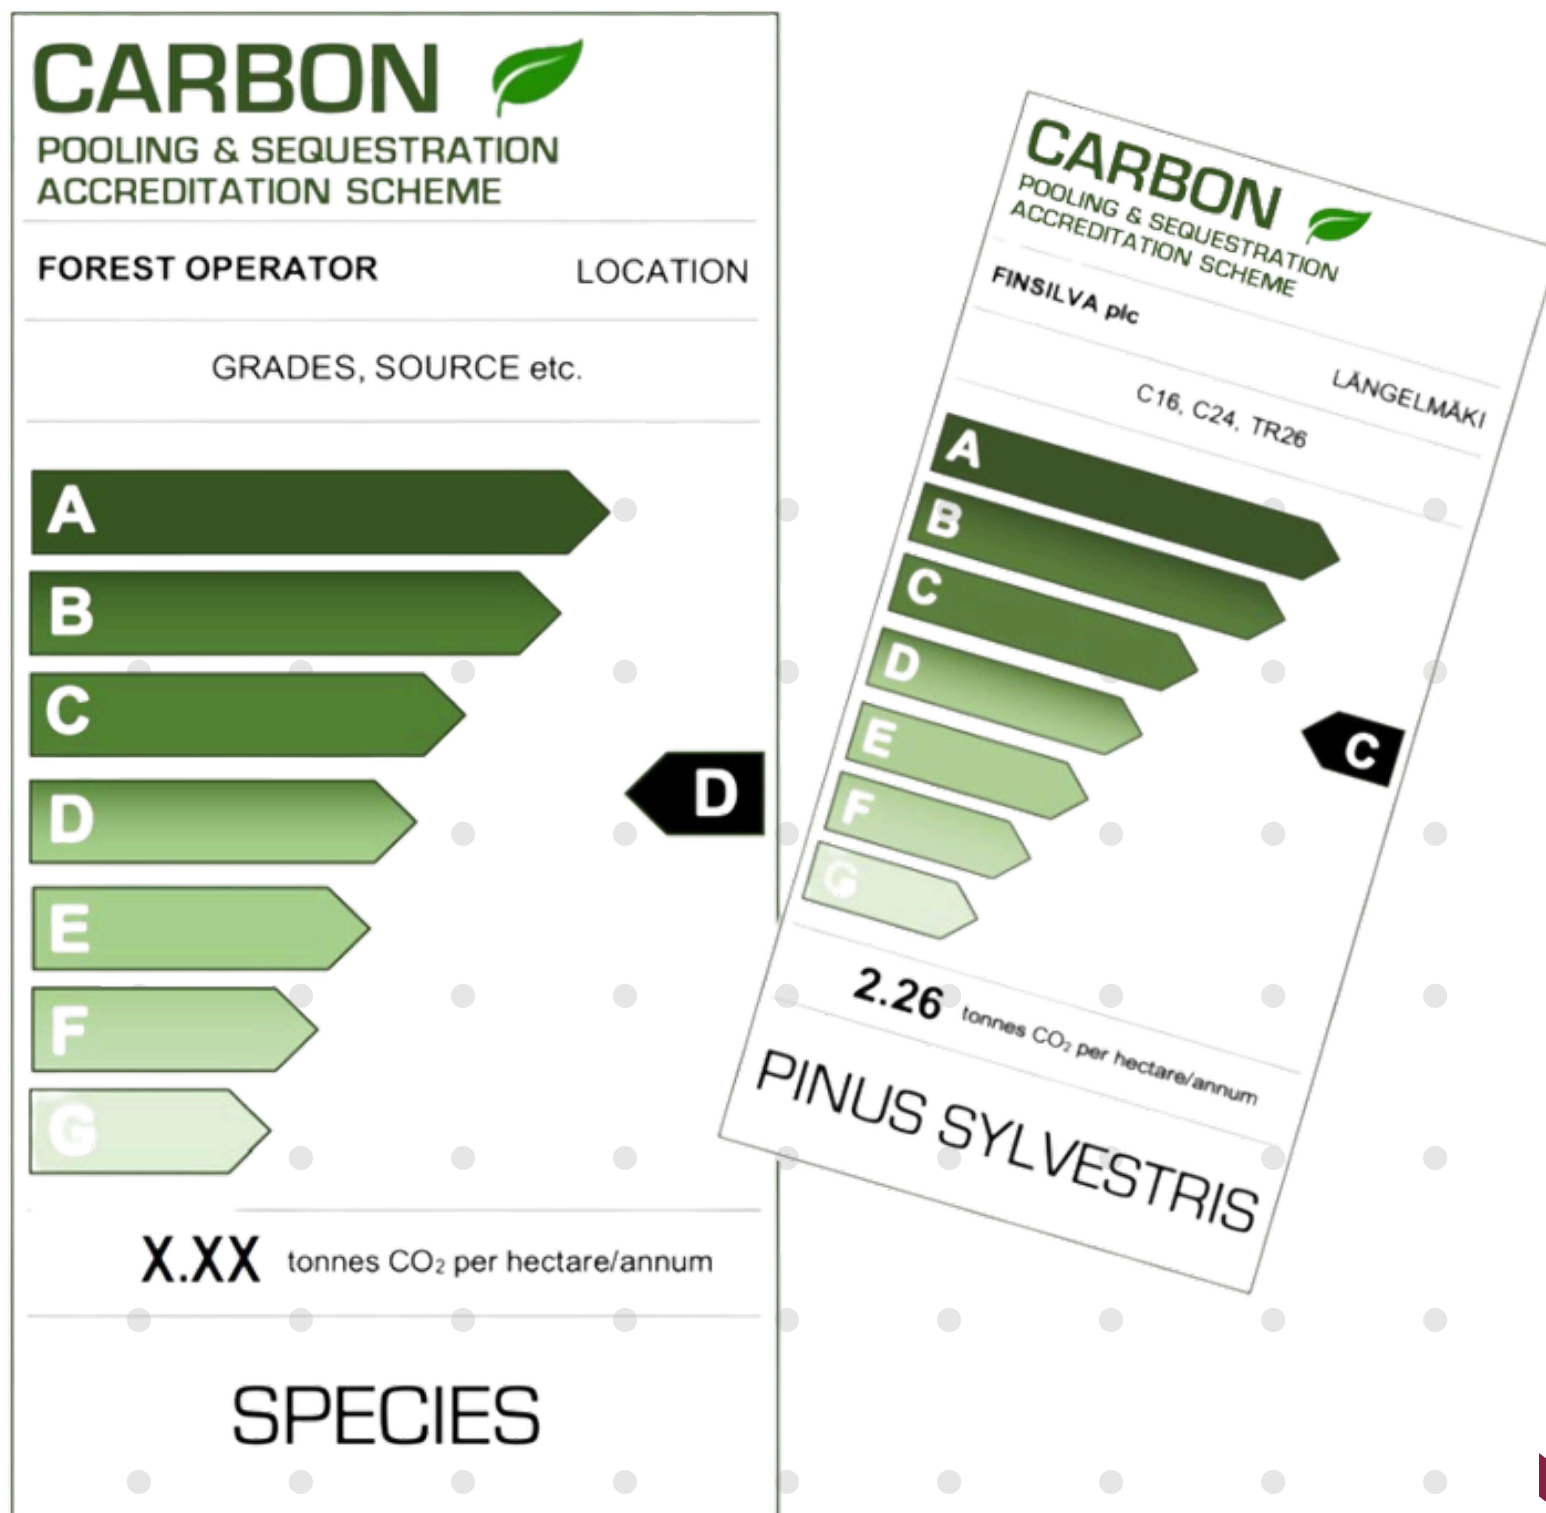 CARBON
POOLING & SEQUESTRATION
ACCREDITATION SCHEME
FOREST OPERATOR LOCATION
GRADES, SOURCE etc.
A
B
C
D
D
E
F
G
X.XX tonnes CO₂ per hectare/annum
SPECIES
CARBON
POOLING & SEQUESTRATION
ACCREDITATION SCHEME
FINSILVA plc
LÄNGELMÄKI
C16, C24, TR26
A
B
C
C
D
E
F
G
2.26 tonnes CO₂ per hectare/annum
PINUS SYLVESTRIS